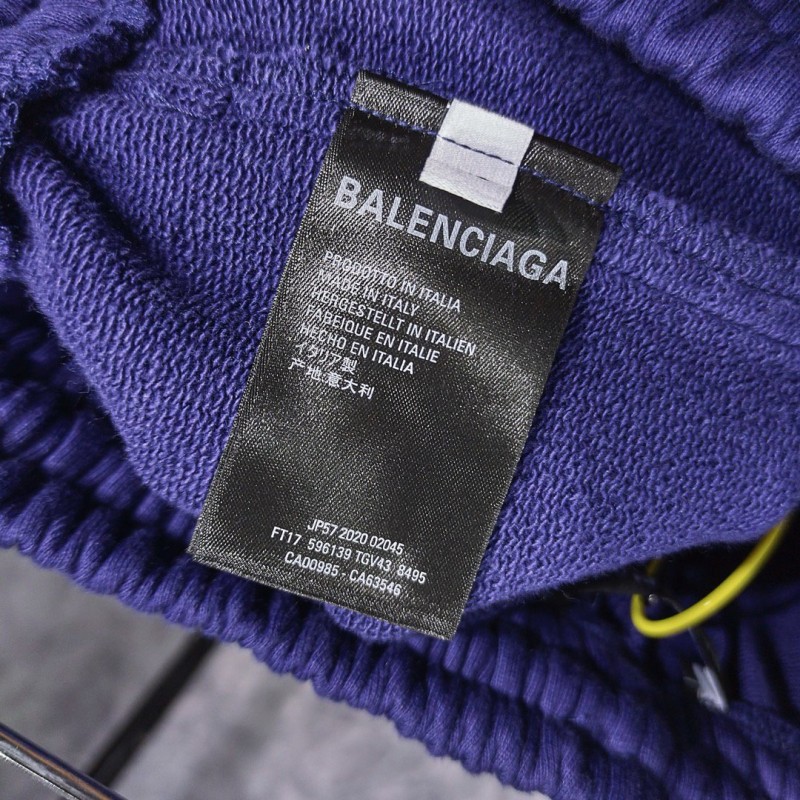 BALENCIAGA
PRODOTTO IN ITALIA
MADE IN ITALY
HERGESTELLT IN ITALIEN
FABRIQUE EN ITALIE
HECHO EN ITALIA
イタリア製
产地:意大利
JP57 2020 02045
FT17 596139 TGV43 8495
CA00985 - CA63546